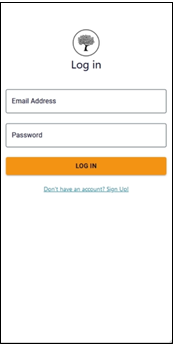 Log in
Email Address
Password
LOG IN
Don't have an account? Sign Up!